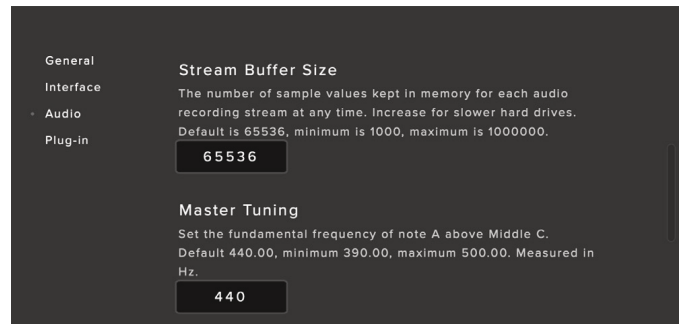 General
Interface
Audio
Plug-in
Stream Buffer Size
The number of sample values kept in memory for each audio
recording stream at any time. Increase for slower hard drives.
Default is 65536, minimum is 1000, maximum is 1000000.
65536
Master Tuning
Set the fundamental frequency of note A above Middle C.
Default 440.00, minimum 390.00, maximum 500.00. Measured in
Hz.
440